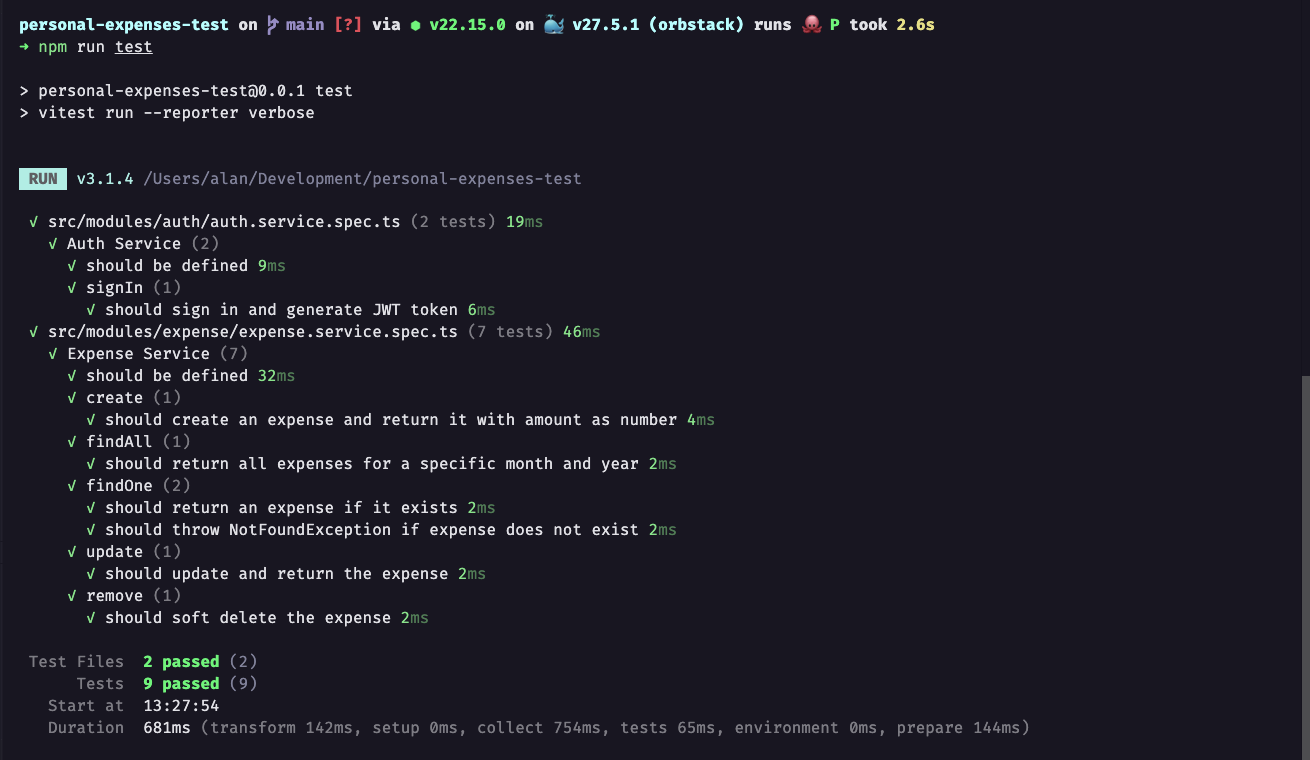 personal-expenses-test on main [?] via v22.15.0 on 🐳 v27.5.1 (orbstack) runs 🐙 P took 2.6s
→ npm run test
> personal-expenses-test@0.0.1 test
> vitest run --reporter verbose
RUN v3.1.4 /Users/alan/Development/personal-expenses-test
√ src/modules/auth/auth.service.spec.ts (2 tests) 19ms
√ Auth Service (2)
√ should be defined 9ms
√ signIn (1)
√ should sign in and generate JWT token 6ms
√ src/modules/expense/expense.service.spec.ts (7 tests) 46ms
√ Expense Service (7)
√ should be defined 32ms
√ create (1)
√ should create an expense and return it with amount as number 4ms
√ findAll (1)
√ should return all expenses for a specific month and year 2ms
√ findOne (2)
√ should return an expense if it exists 2ms
√ should throw NotFoundException if expense does not exist 2ms
√ update (1)
√ should update and return the expense 2ms
√ remove (1)
√ should soft delete the expense 2ms
Test Files 2 passed (2)
Tests 9 passed (9)
Start at 13:27:54
Duration 681ms (transform 142ms, setup 0ms, collect 754ms, tests 65ms, environment 0ms, prepare 144ms)